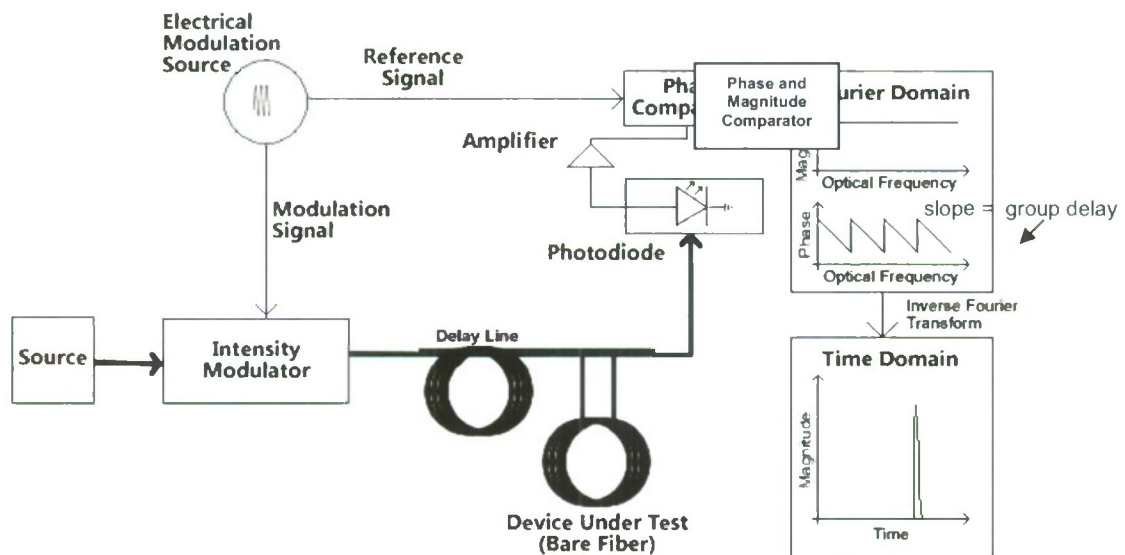 Electrical
Modulation
Source
Reference
Signal
Phase and
Magnitude
Comparator
Domain
Amplifier
Optical Frequency
slope = group delay
Modulation
Signal
Phase
Photodiode
Optical Frequency
Inverse Fourier
Transform
Source
Intensity
Modulator
Delay Line
Time Domain
Magnitude
Time
Device Under Test
(Bare Fiber)